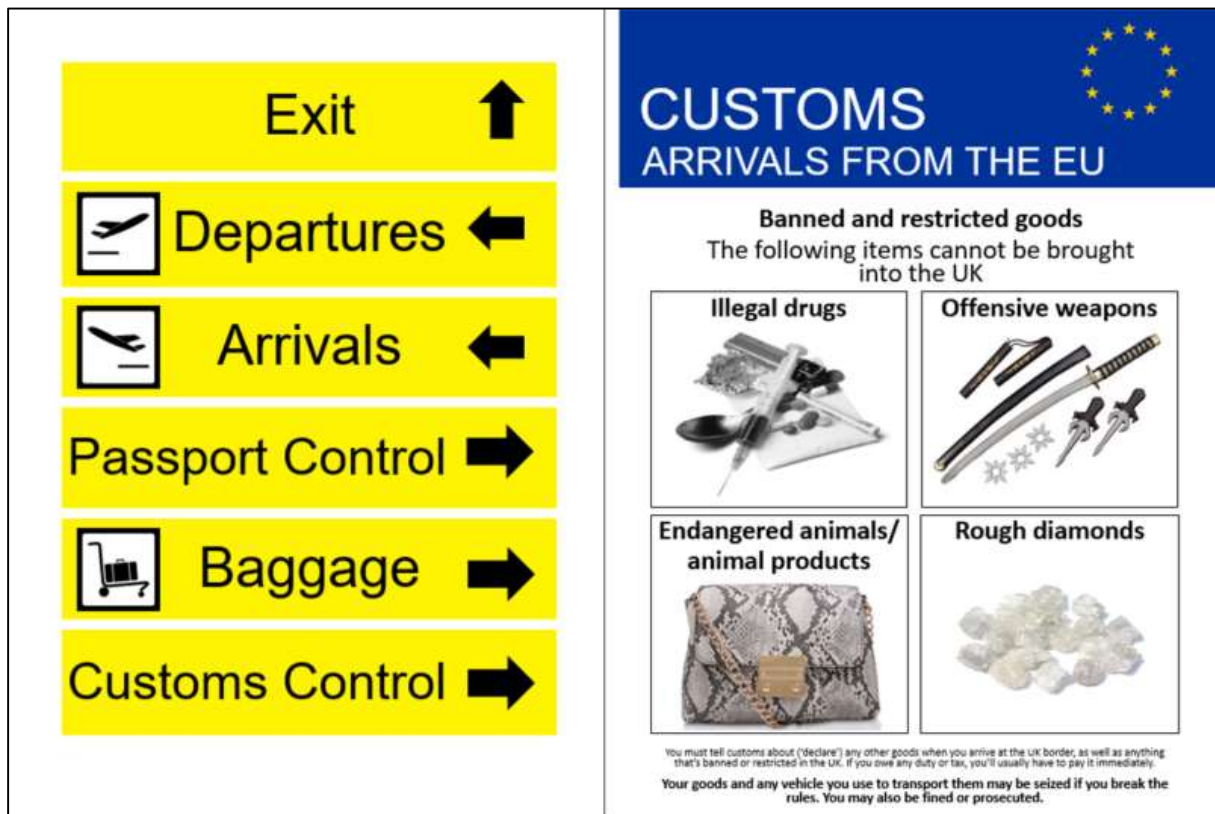 Exit
Departures
Arrivals
Passport Control
Baggage
Customs Control
CUSTOMS
ARRIVALS FROM THE EU
Banned and restricted goods
The following items cannot be brought
into the UK
Illegal drugs
Offensive weapons
Endangered animals/
animal products
Rough diamonds
You must tell customs about ('declare') any other goods when you arrive at the UK border, as well as anything
that's banned or restricted in the UK. If you owe any duty or tax, you'll usually have to pay it immediately.
Your goods and any vehicle you use to transport them may be seized if you break the
rules. You may also be fined or prosecuted.